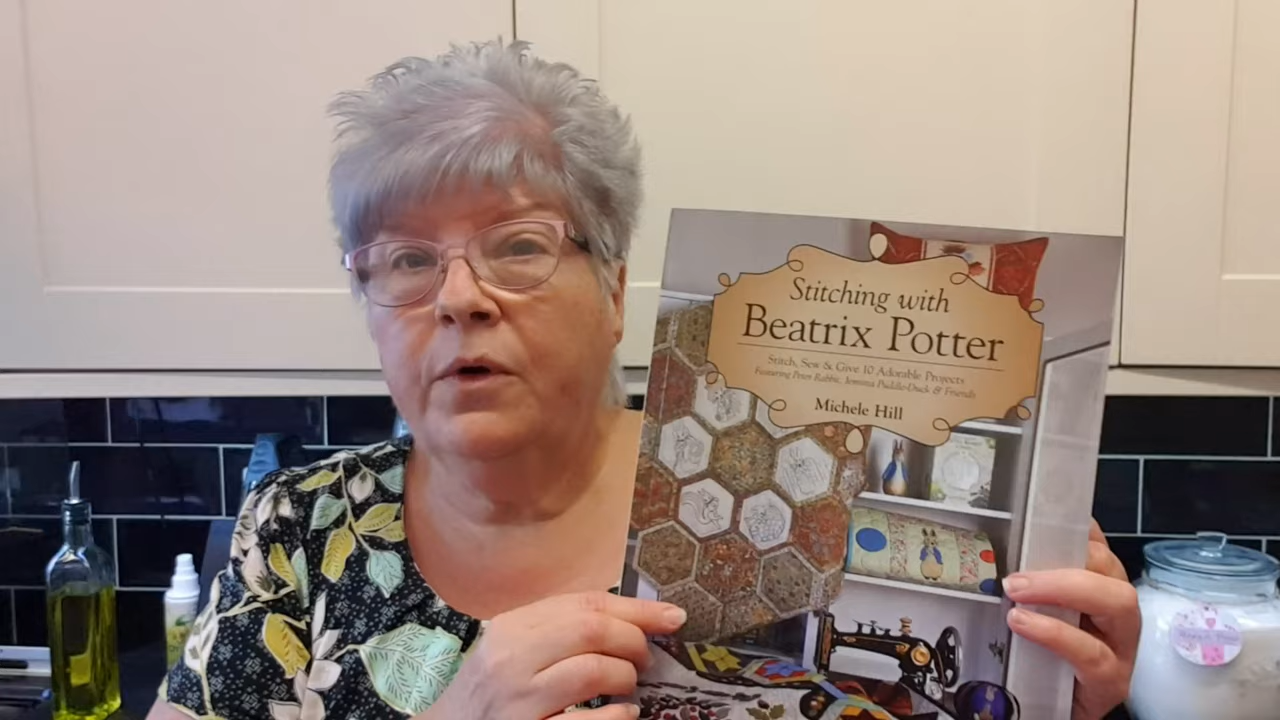 Stitching with
Beatrix Potter
Stitch, Sew & Give 10 Adorable Projects
Featuring Peter Rabbit, Jemima Puddle-Duck & Friends
Michele Hill